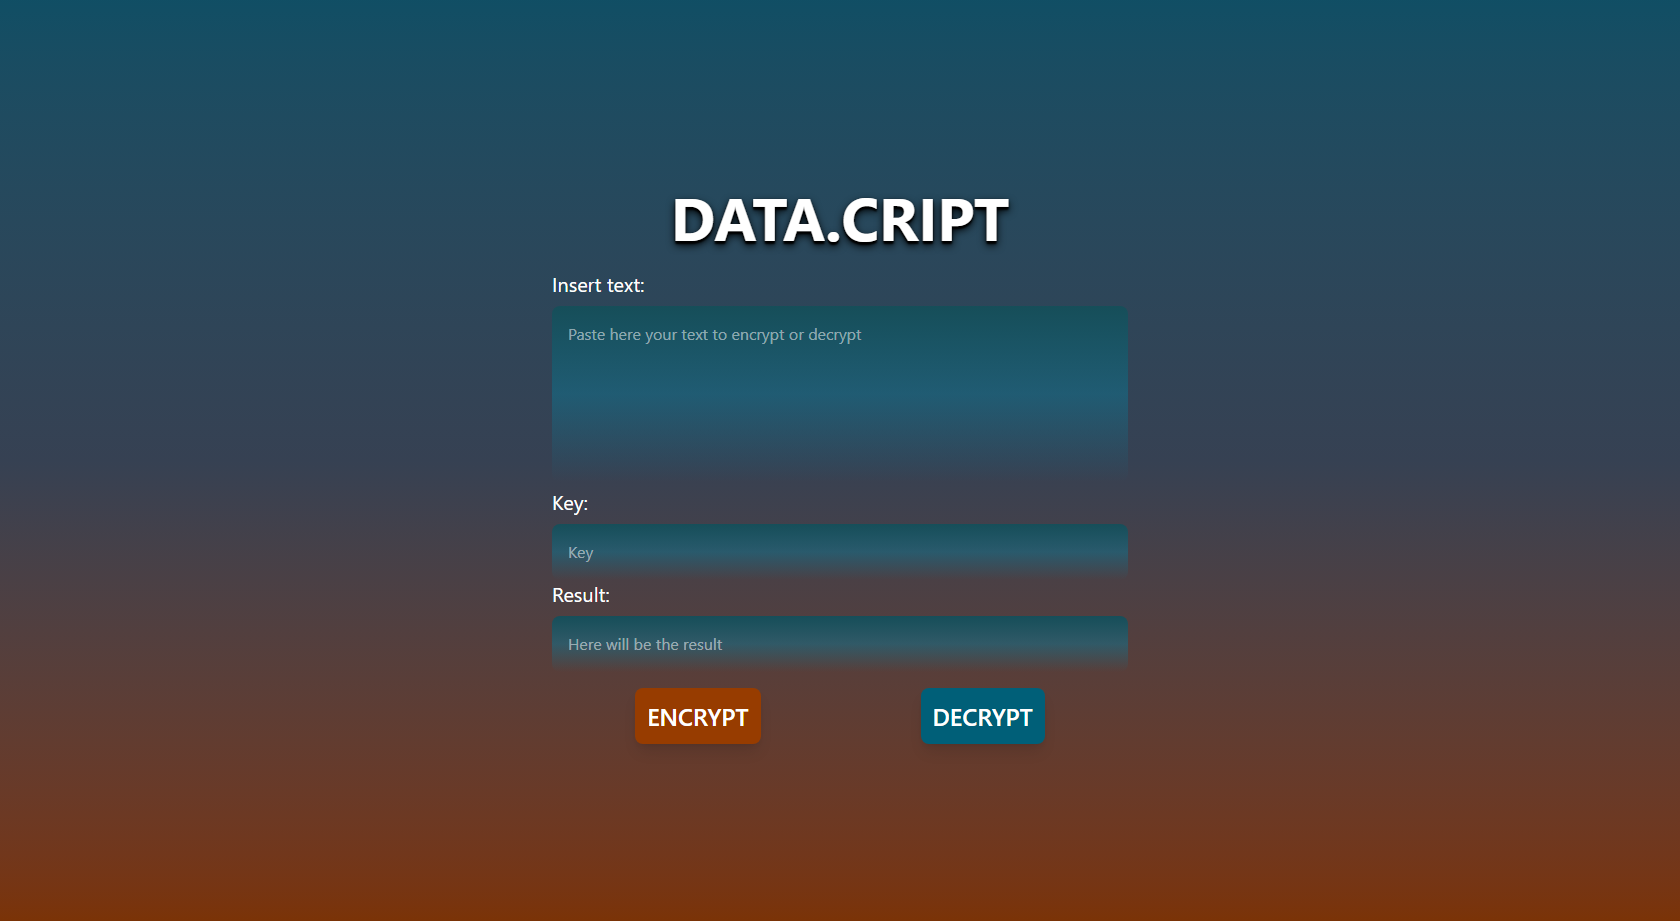 DATA.CRIPT
Insert text:
Paste here your text to encrypt or decrypt
Key:
Key
Result:
Here will be the result
ENCRYPT
DECRYPT